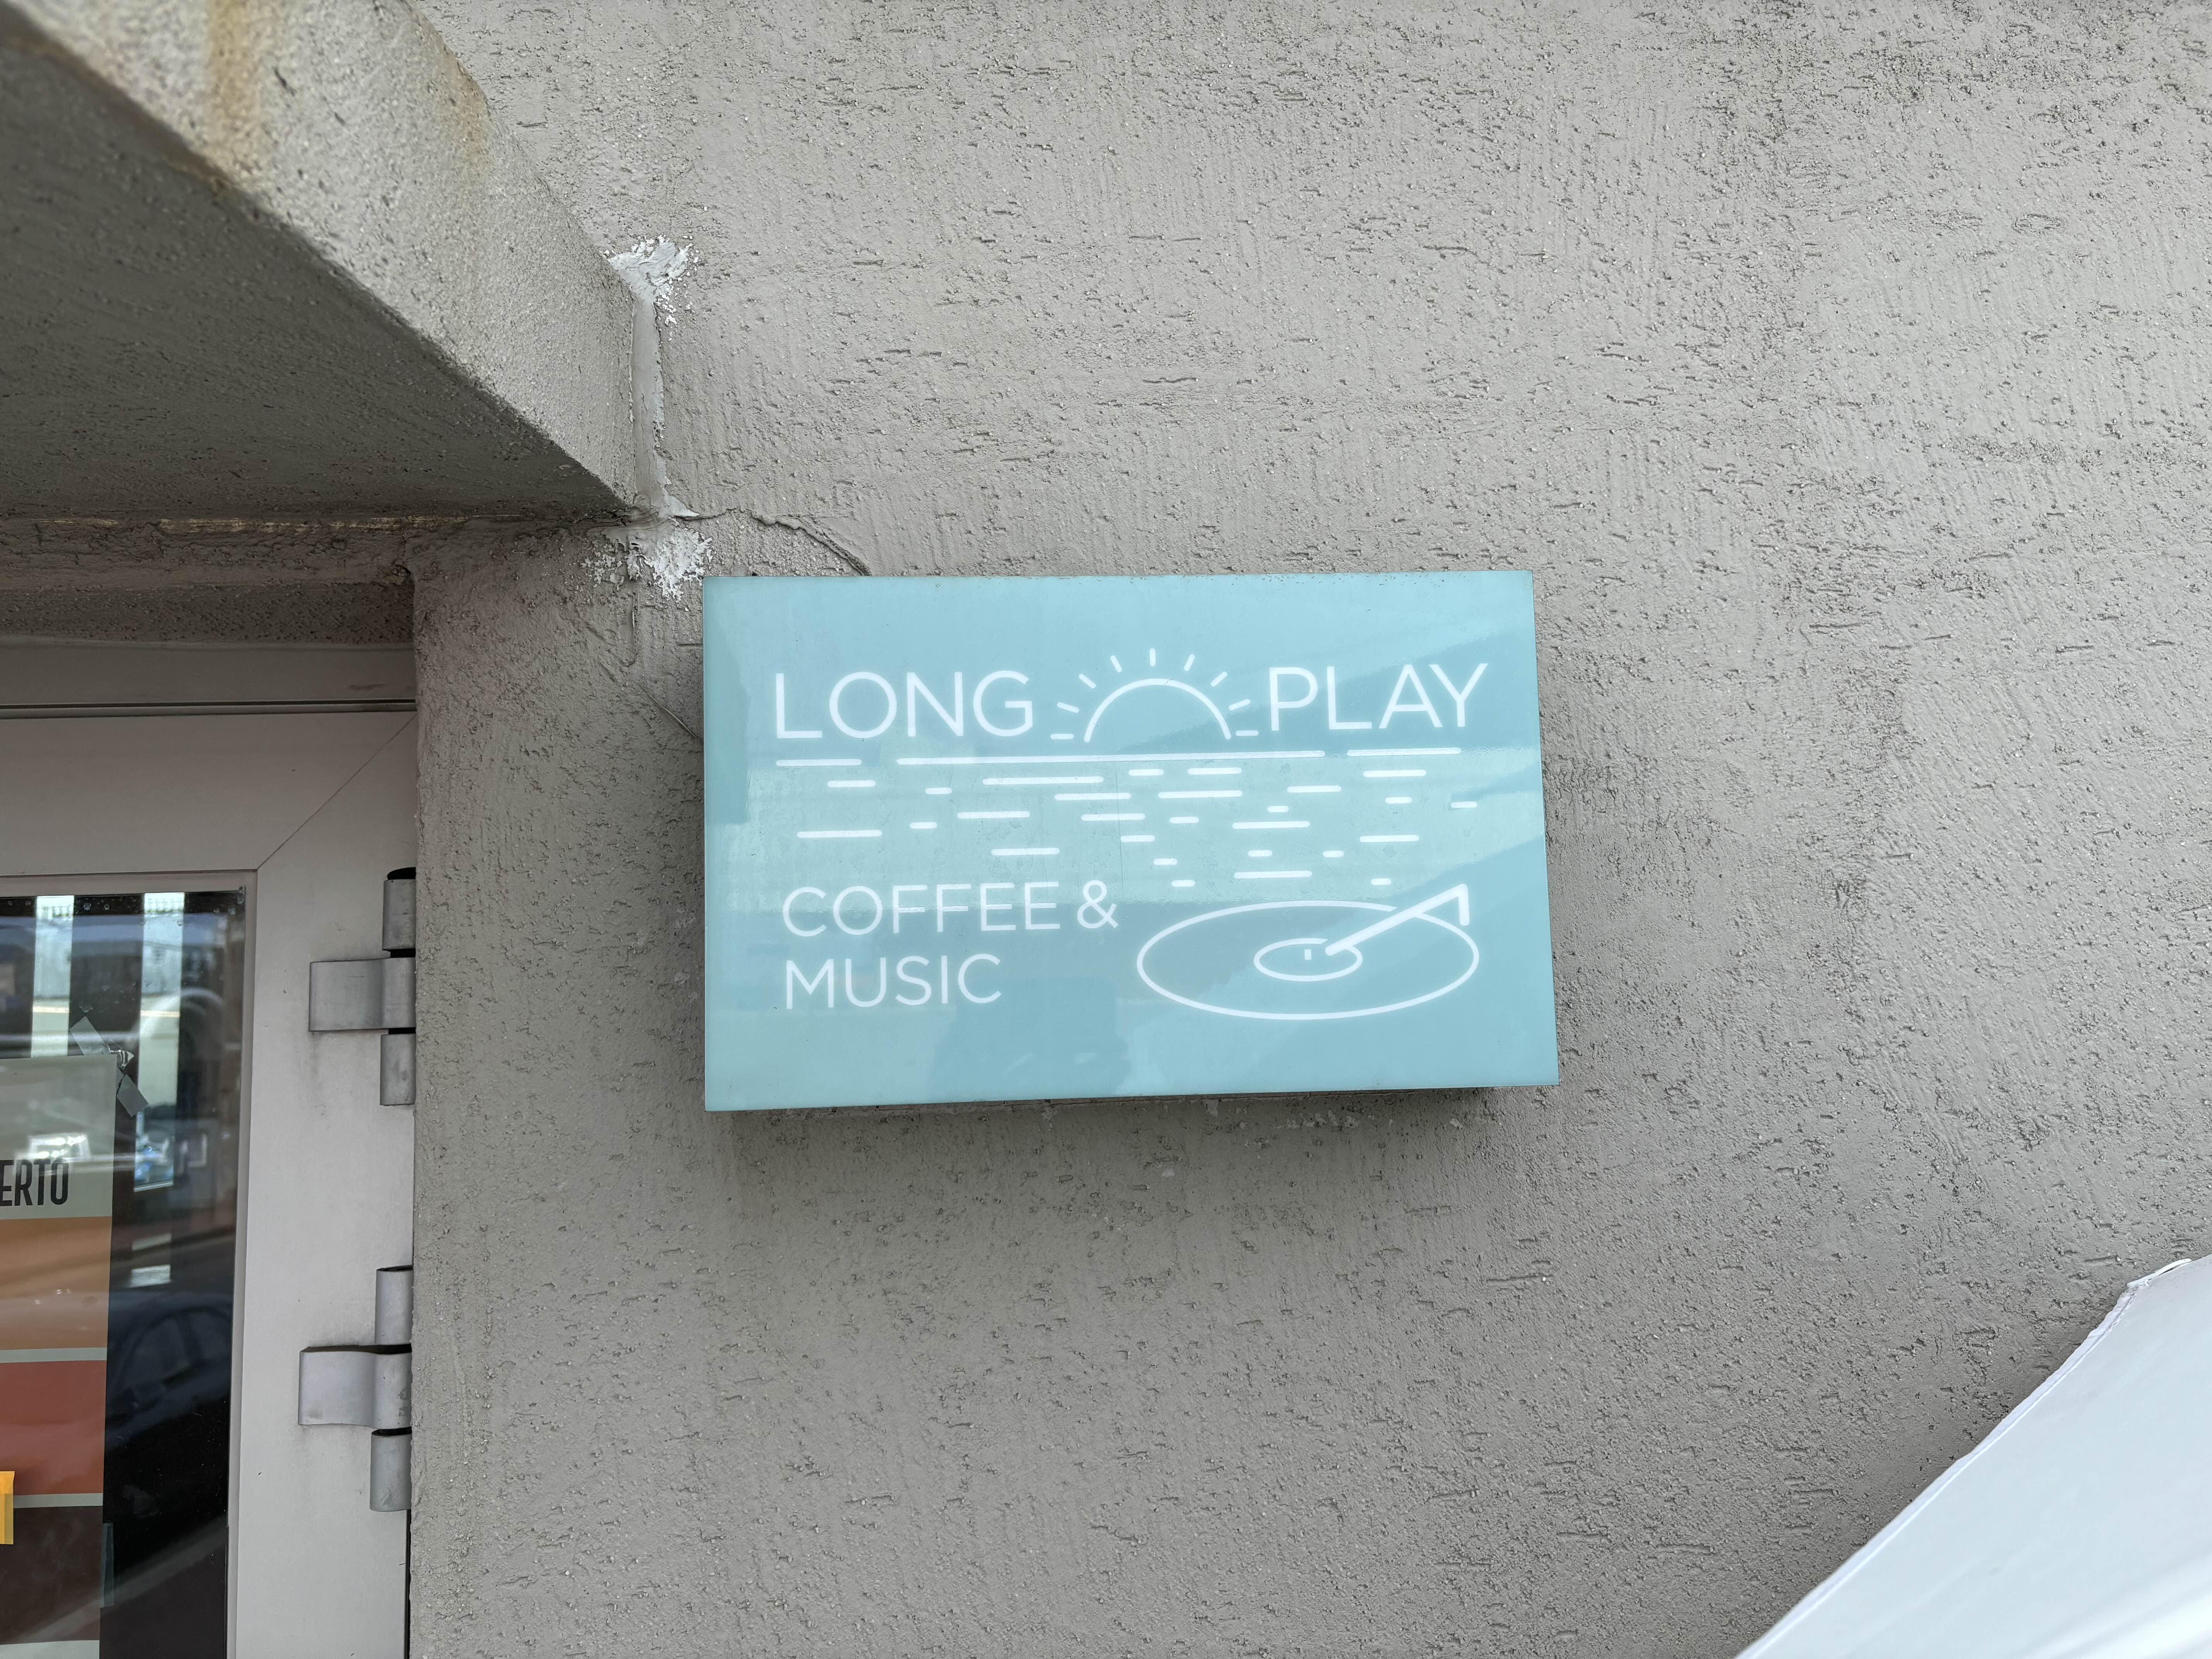 LONG PLAY
COFFEE &
MUSIC
ERTO